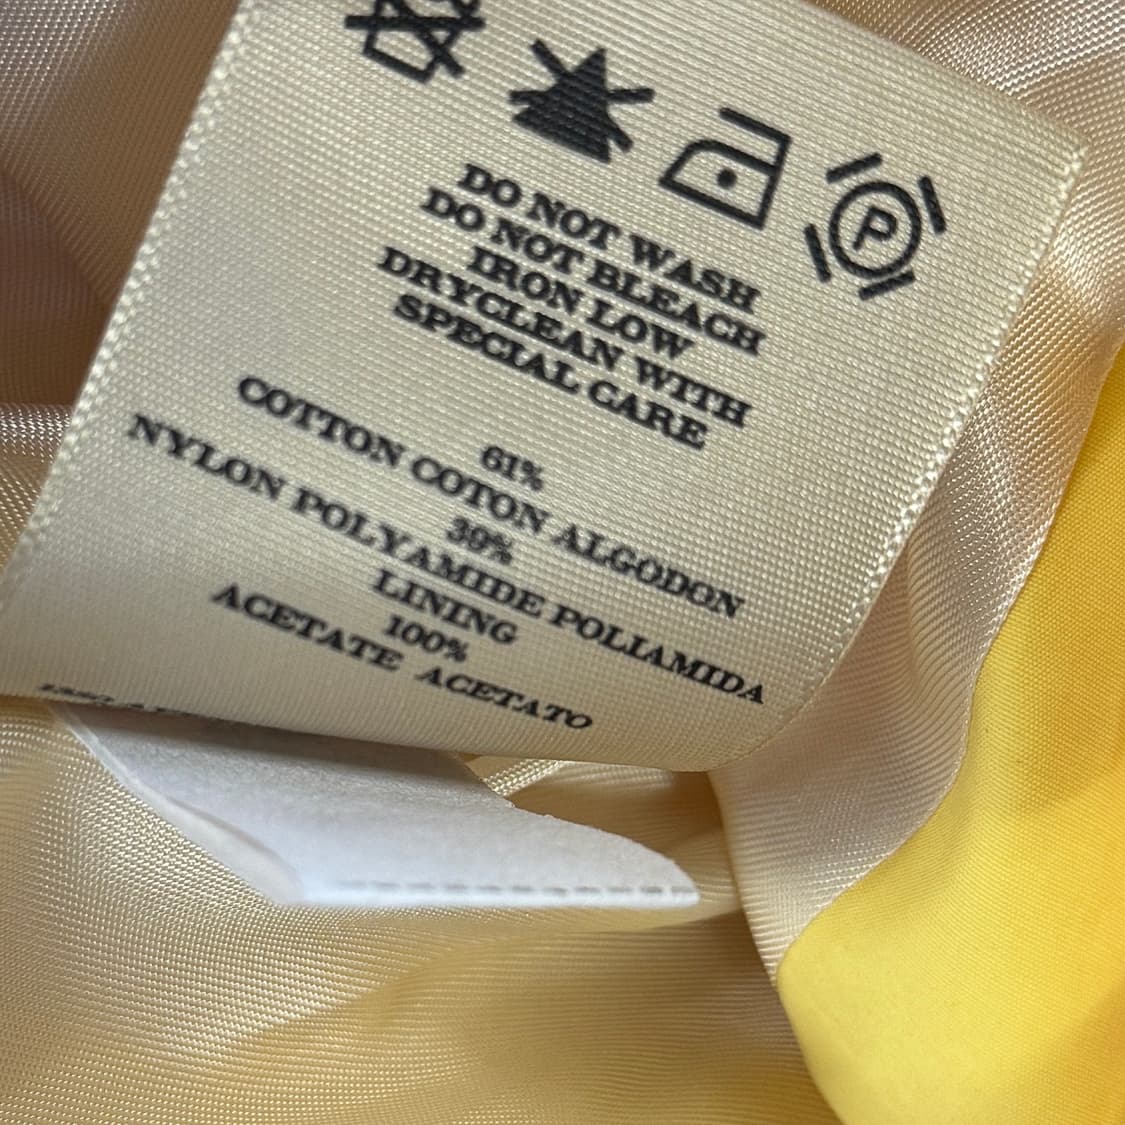 P
DO NOT WASH
DO NOT BLEACH
IRON LOW
DRYCLEAN WITH
SPECIAL CARE
61%
COTTON COTON ALGODON
39%
NYLON POLYAMIDE POLIAMIDA
LINING
100%
ACETATE ACETATO